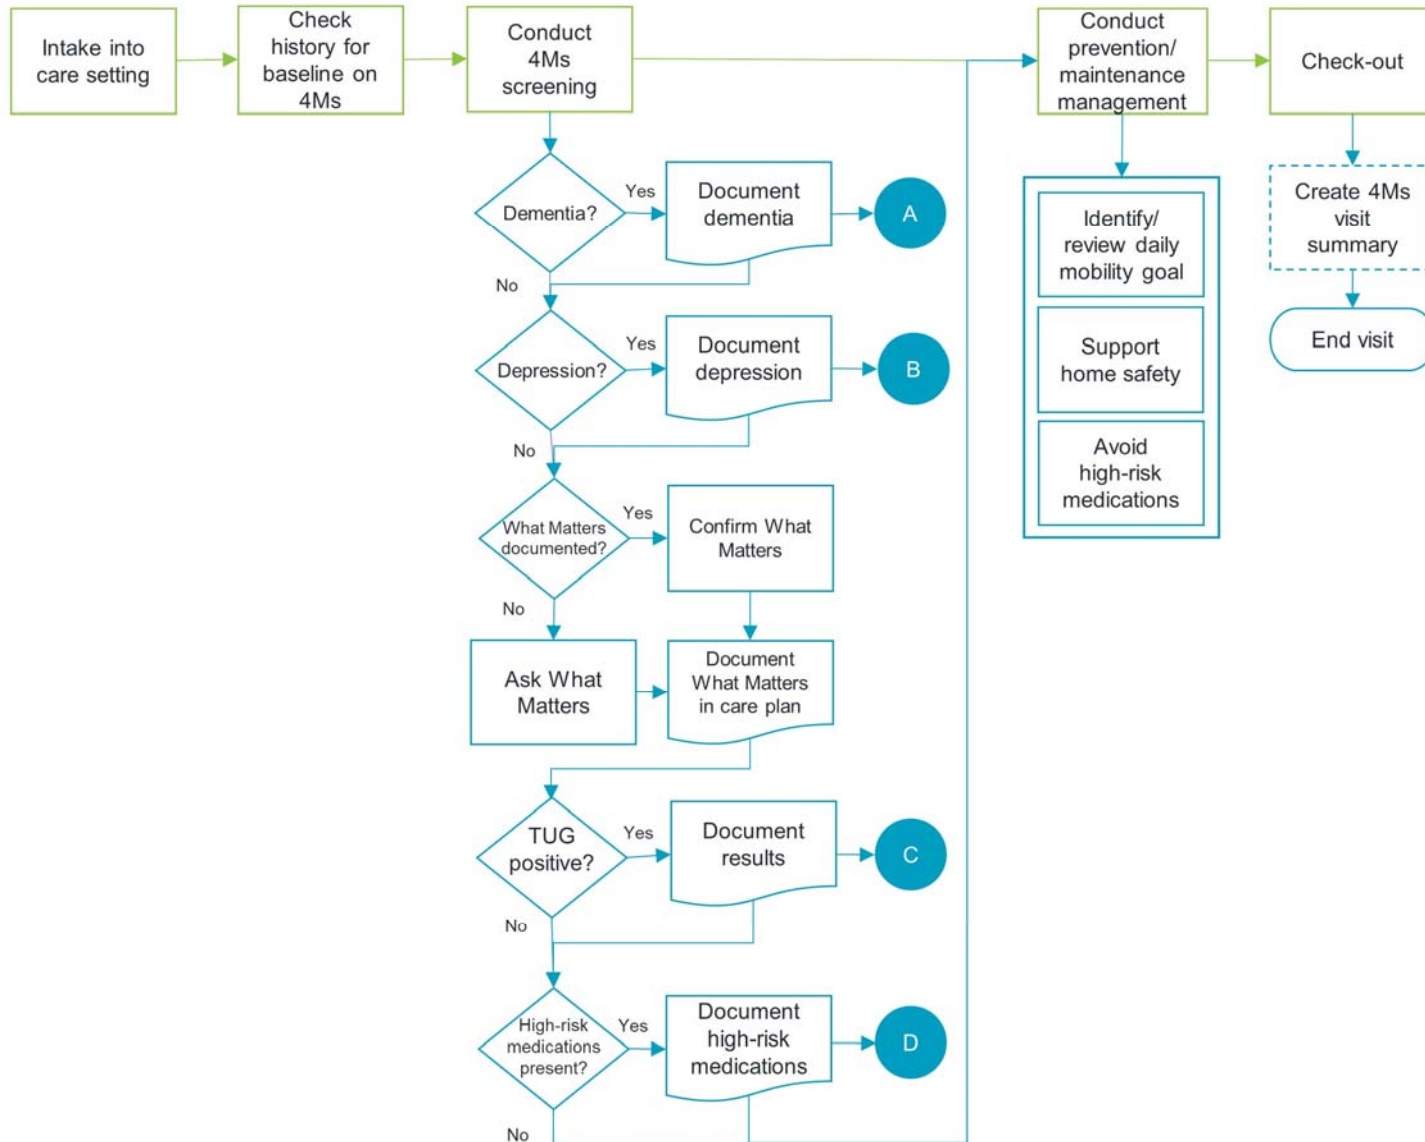 Intake into
care setting
Check
history for
baseline on
4Ms
Conduct
4Ms
screening
Conduct
prevention/
maintenance
management
Check-out
Dementia?
Yes
Document
dementia
A
No
Depression?
Yes
Document
depression
B
No
What Matters
documented?
Yes
Confirm What
Matters
No
Ask What
Matters
Document
What Matters
in care plan
TUG
positive?
Yes
Document
results
C
No
High-risk
medications
present?
Yes
Document
high-risk
medications
D
No
Identify/
review daily
mobility goal
Support
home safety
Avoid
high-risk
medications
Create 4Ms
visit
summary
End visit